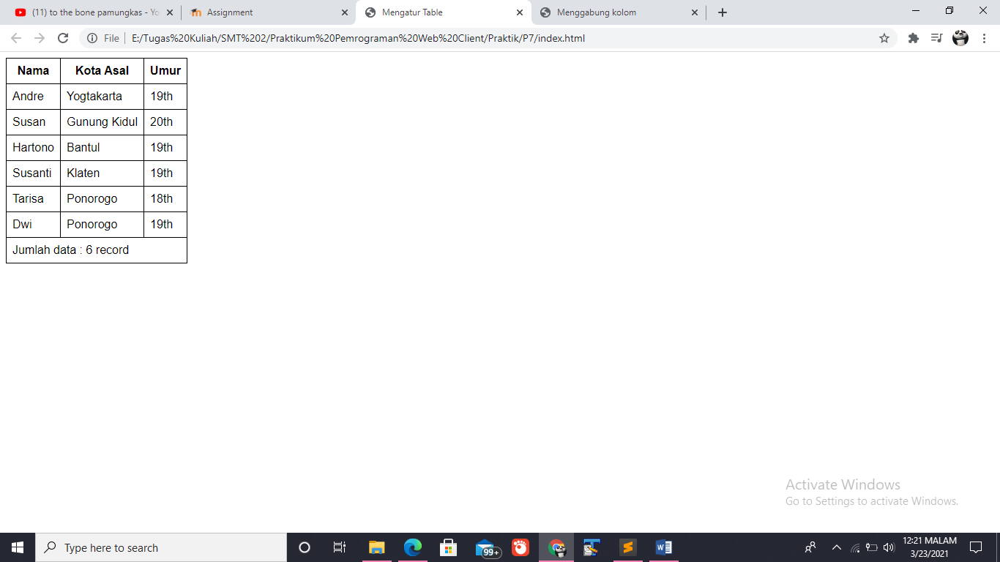 (11) to the bone pamungkas - Yo
Assignment
Mengatur Table
Menggabung kolom
File
E:/Tugas%20Kuliah/SMT%202/Praktikum%20Pemrograman%20Web%20Client/Praktik/P7/index.html
Nama Kota Asal Umur
Andre Yogtakarta 19th
Susan Gunung Kidul 20th
Hartono Bantul 19th
Susanti Klaten 19th
Tarisa Ponorogo 18th
Dwi Ponorogo 19th
Jumlah data : 6 record
Activate Windows
Go to Settings to activate Windows.
Type here to search
99+
12:21 MALAM
3/23/2021